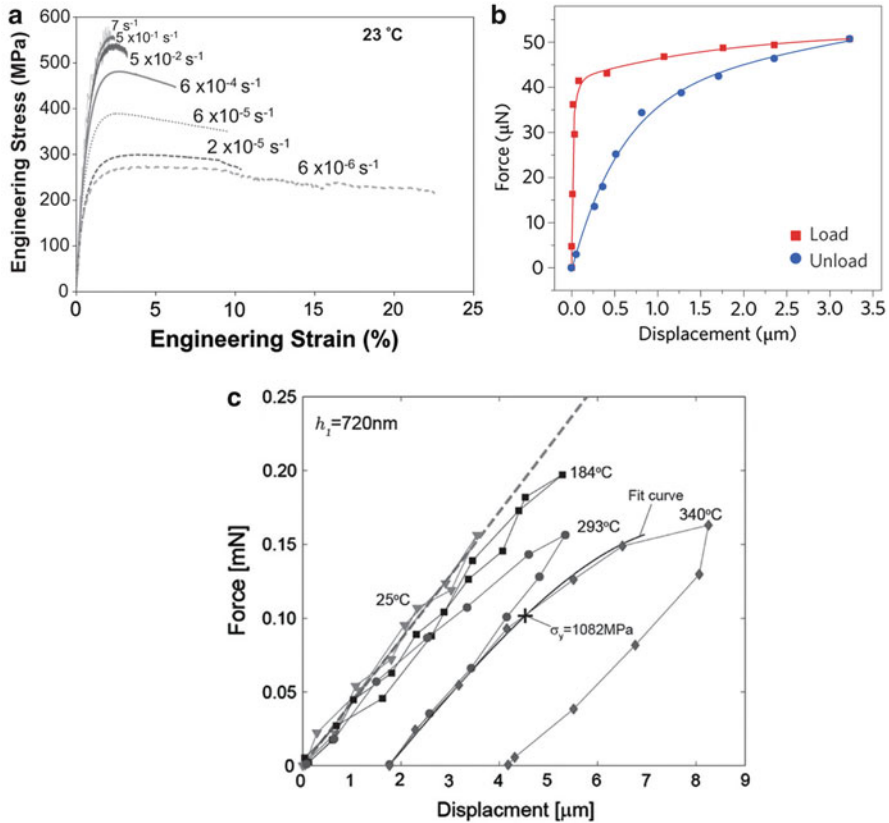 a
Engineering Stress (MPa)
600
500
400
300
200
100
0
23 °C
7 s⁻¹
5 x10⁻¹ s⁻¹
5 x10⁻² s⁻¹
6 x10⁻⁴ s⁻¹
6 x10⁻⁵ s⁻¹
2 x10⁻⁵ s⁻¹
6 x10⁻⁶ s⁻¹
0 5 10 15 20 25
Engineering Strain (%)
b
Force (μN)
50
40
30
20
10
0
Load
Unload
0.0 0.5 1.0 1.5 2.0 2.5 3.0 3.5
Displacement (μm)
c
Force [mN]
0.25
0.20
0.15
0.10
0.05
0
h₁=720nm
184°C
Fit curve
293°C
340°C
25°C
σᵧ=1082MPa
0 1 2 3 4 5 6 7 8 9
Displacment [μm]